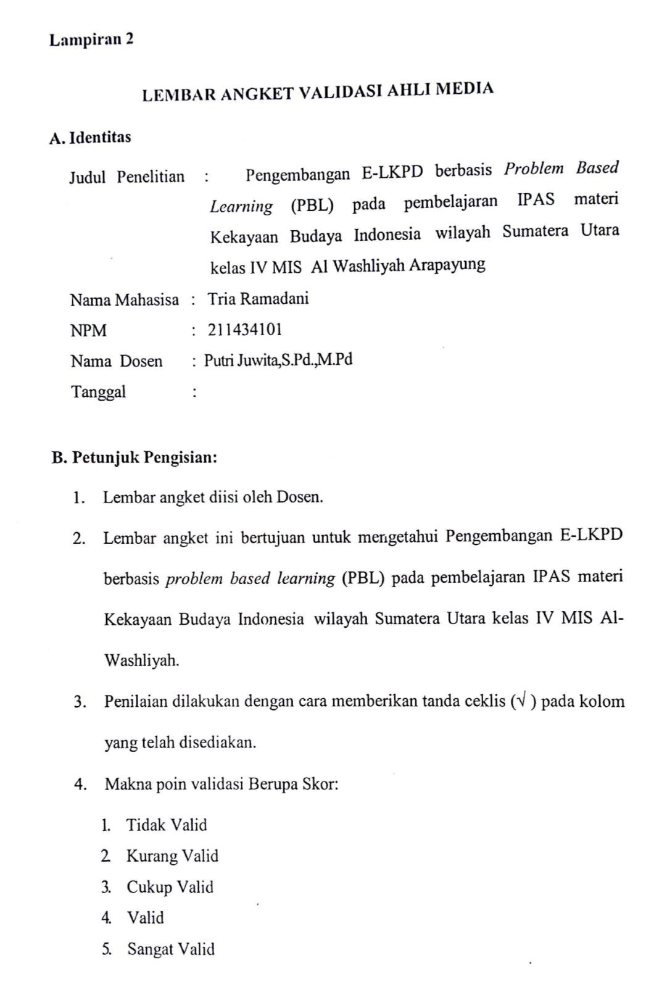 Lampiran 2
LEMBAR ANGKET VALIDASI AHLI MEDIA
A. Identitas
Judul Penelitian : Pengembangan E-LKPD berbasis Problem Based
Learning (PBL) pada pembelajaran IPAS materi
Kekayaan Budaya Indonesia wilayah Sumatera Utara
kelas IV MIS Al Washliyah Arapayung
Nama Mahasisa : Tria Ramadani
NPM : 211434101
Nama Dosen : Putri Juwita,S.Pd.,M.Pd
Tanggal :
B. Petunjuk Pengisian:
1. Lembar angket diisi oleh Dosen.
2. Lembar angket ini bertujuan untuk mengetahui Pengembangan E-LKPD
berbasis problem based learning (PBL) pada pembelajaran IPAS materi
Kekayaan Budaya Indonesia wilayah Sumatera Utara kelas IV MIS Al-
Washliyah.
3. Penilaian dilakukan dengan cara memberikan tanda ceklis (√ ) pada kolom
yang telah disediakan.
4. Makna poin validasi Berupa Skor:
1. Tidak Valid
2. Kurang Valid
3. Cukup Valid
4. Valid
5. Sangat Valid